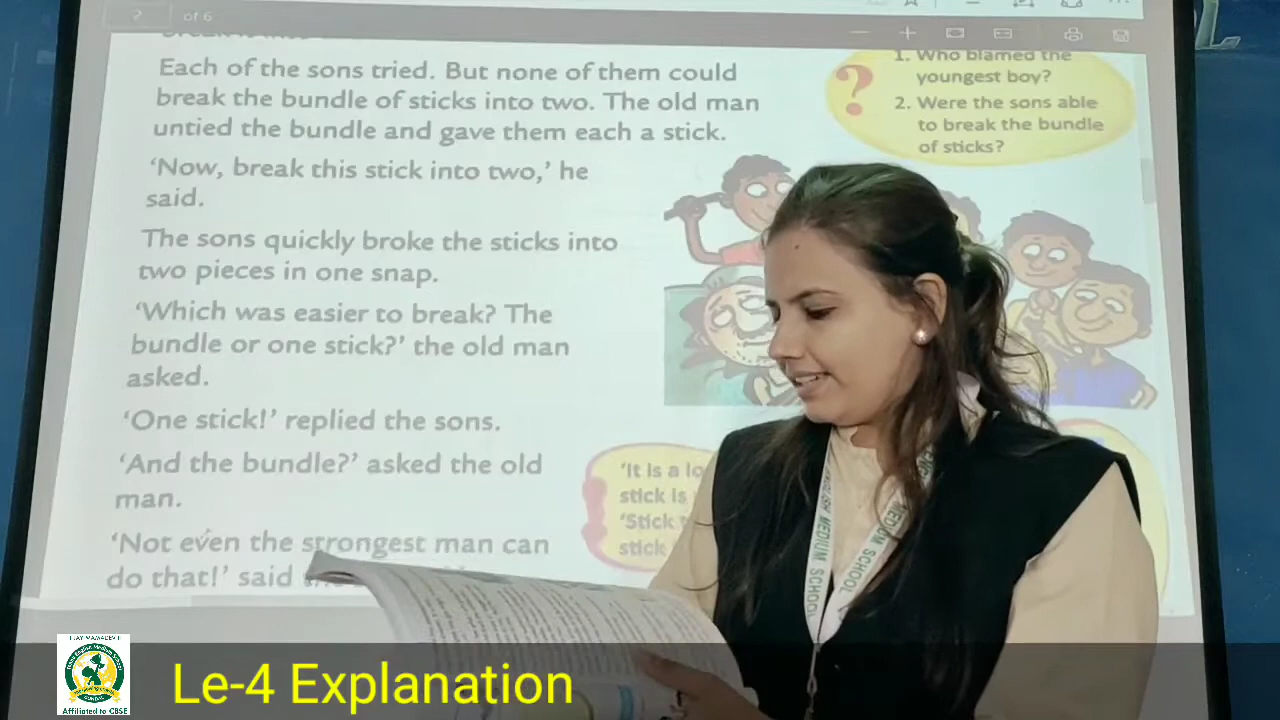 2 of 6
Each of the sons tried. But none of them could
break the bundle of sticks into two. The old man
untied the bundle and gave them each a stick.
‘Now, break this stick into two,’ he
said.
The sons quickly broke the sticks into
two pieces in one snap.
‘Which was easier to break? The
bundle or one stick?’ the old man
asked.
‘One stick!’ replied the sons.
‘And the bundle?’ asked the old
man.
‘Not even the strongest man can
do that!’ said
?
1. Who blamed the
youngest boy?
2. Were the sons able
to break the bundle
of sticks?
‘It is a
stick is
‘Stick
stick
MEDIUM SCHOOL
MEDIUM
Affiliated to CBSE
Le-4 Explanation